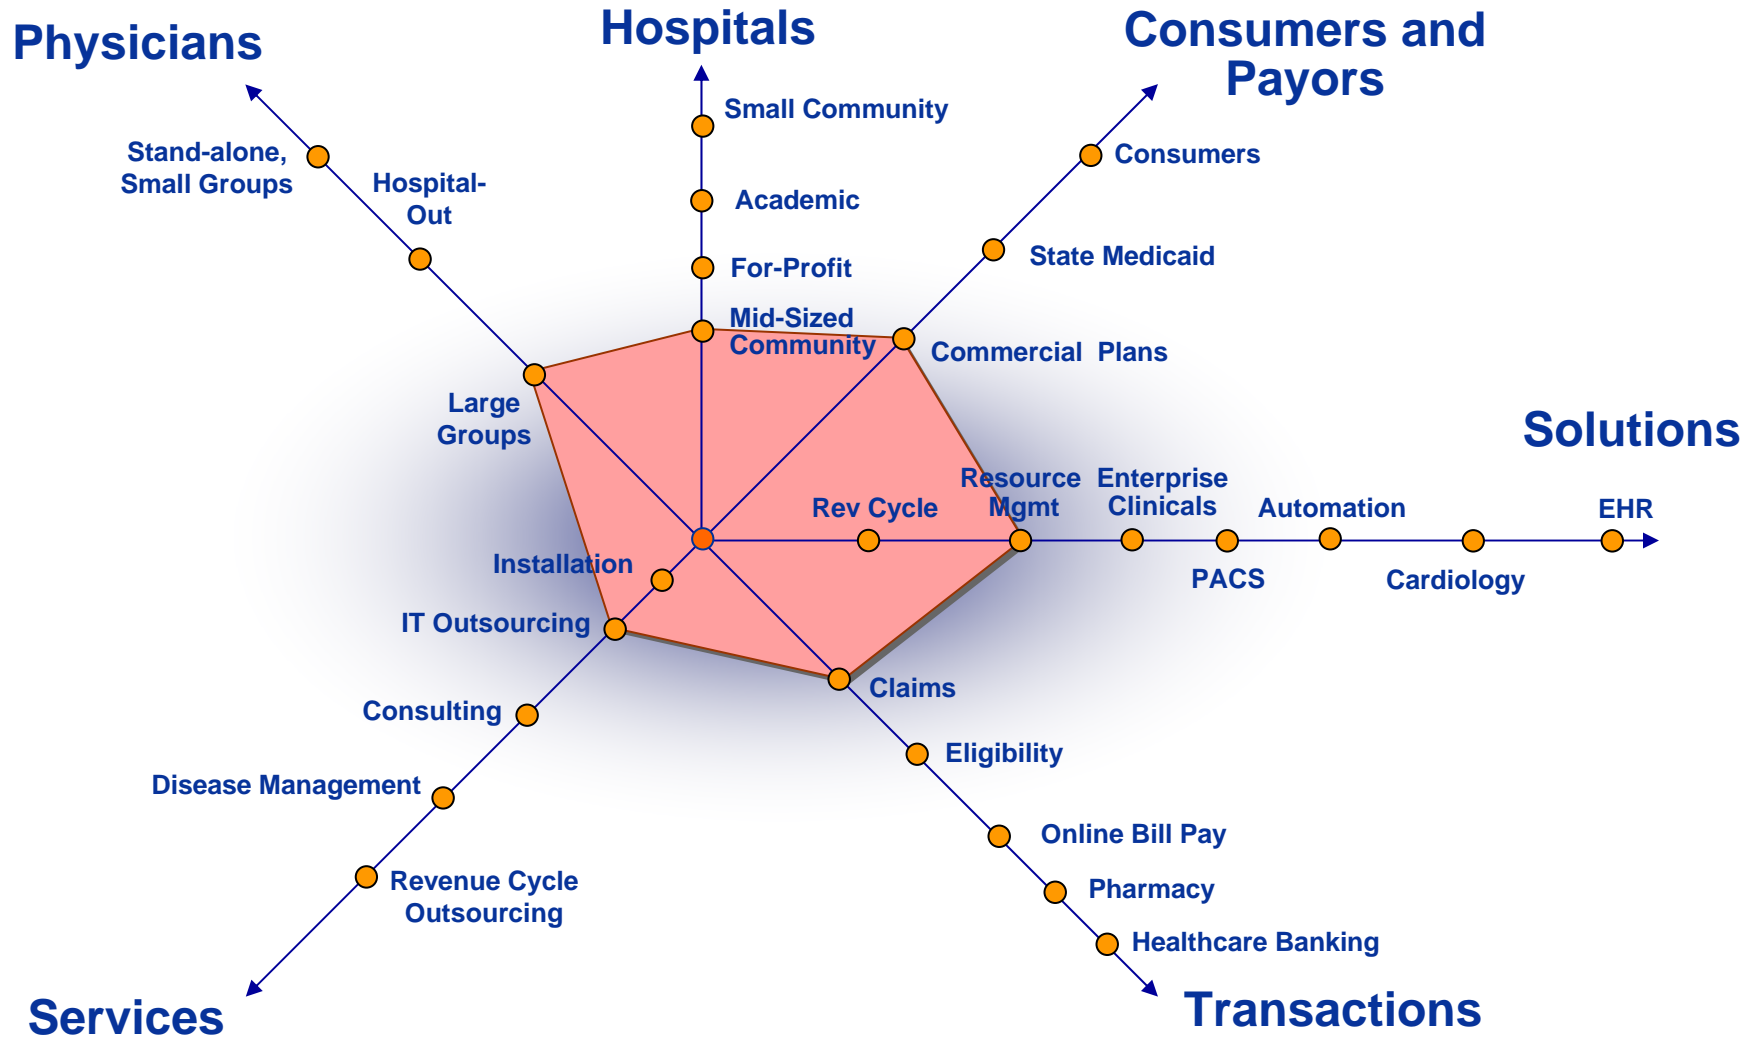 Physicians
Hospitals
Consumers and
Payors
Small Community
Stand-alone,
Small Groups
Hospital-
Out
Consumers
Academic
State Medicaid
For-Profit
Mid-Sized
Community
Commercial Plans
Large
Groups
Solutions
Rev Cycle
Resource
Mgmt
Enterprise
Clinicals
Automation
EHR
PACS
Cardiology
Installation
IT Outsourcing
Claims
Consulting
Eligibility
Disease Management
Online Bill Pay
Revenue Cycle
Outsourcing
Pharmacy
Healthcare Banking
Services
Transactions